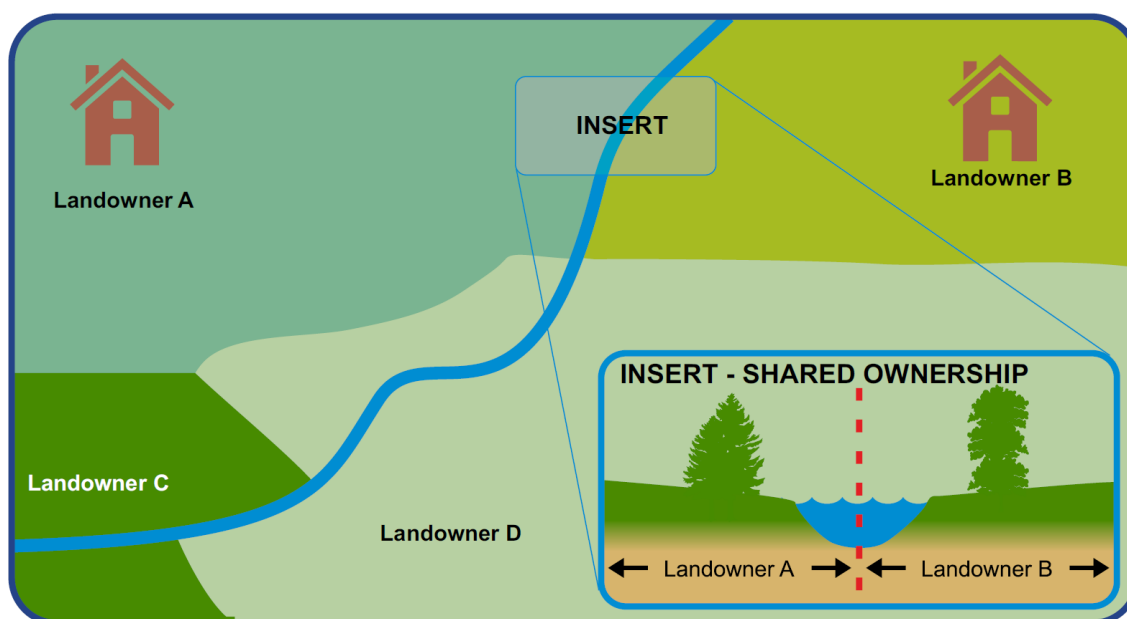 INSERT
Landowner A
Landowner B
Landowner C
Landowner D
INSERT - SHARED OWNERSHIP
Landowner A
Landowner B